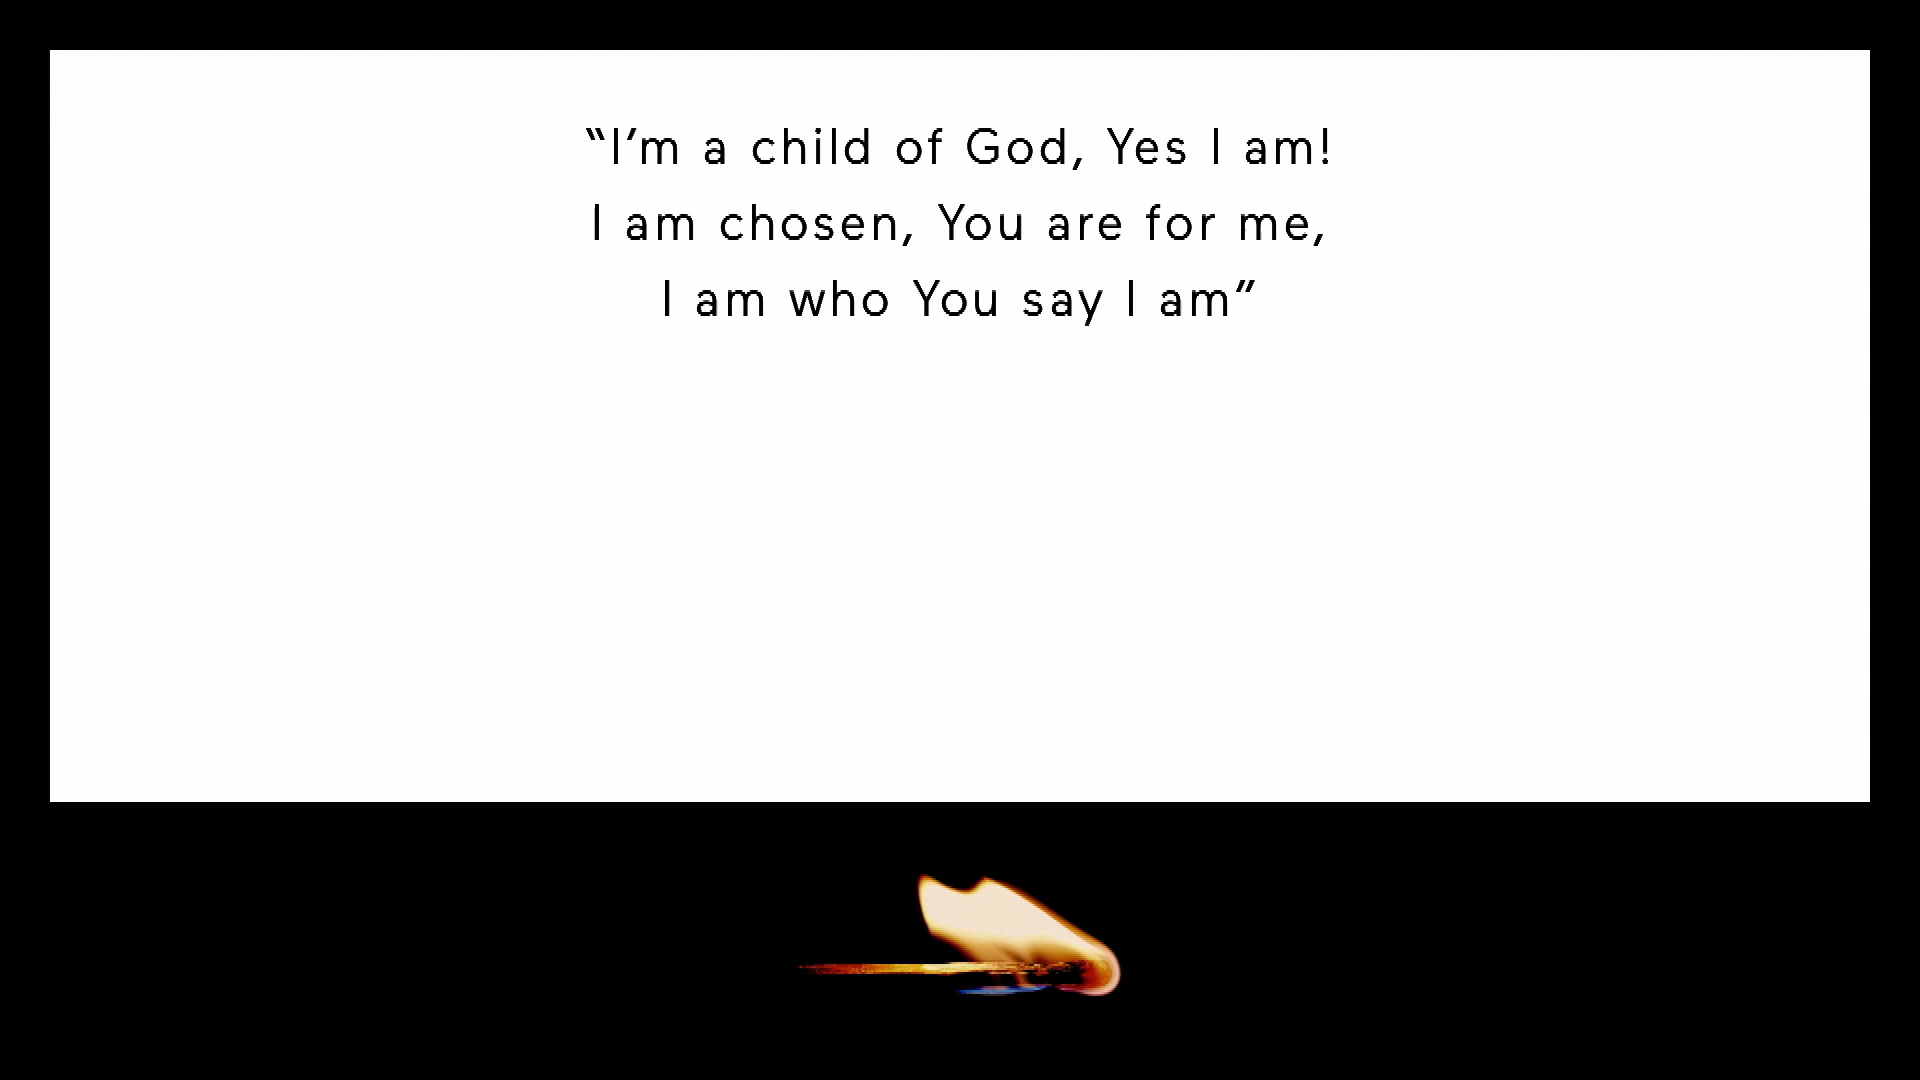 “I’m a child of God, Yes I am!
I am chosen, You are for me,
I am who You say I am”